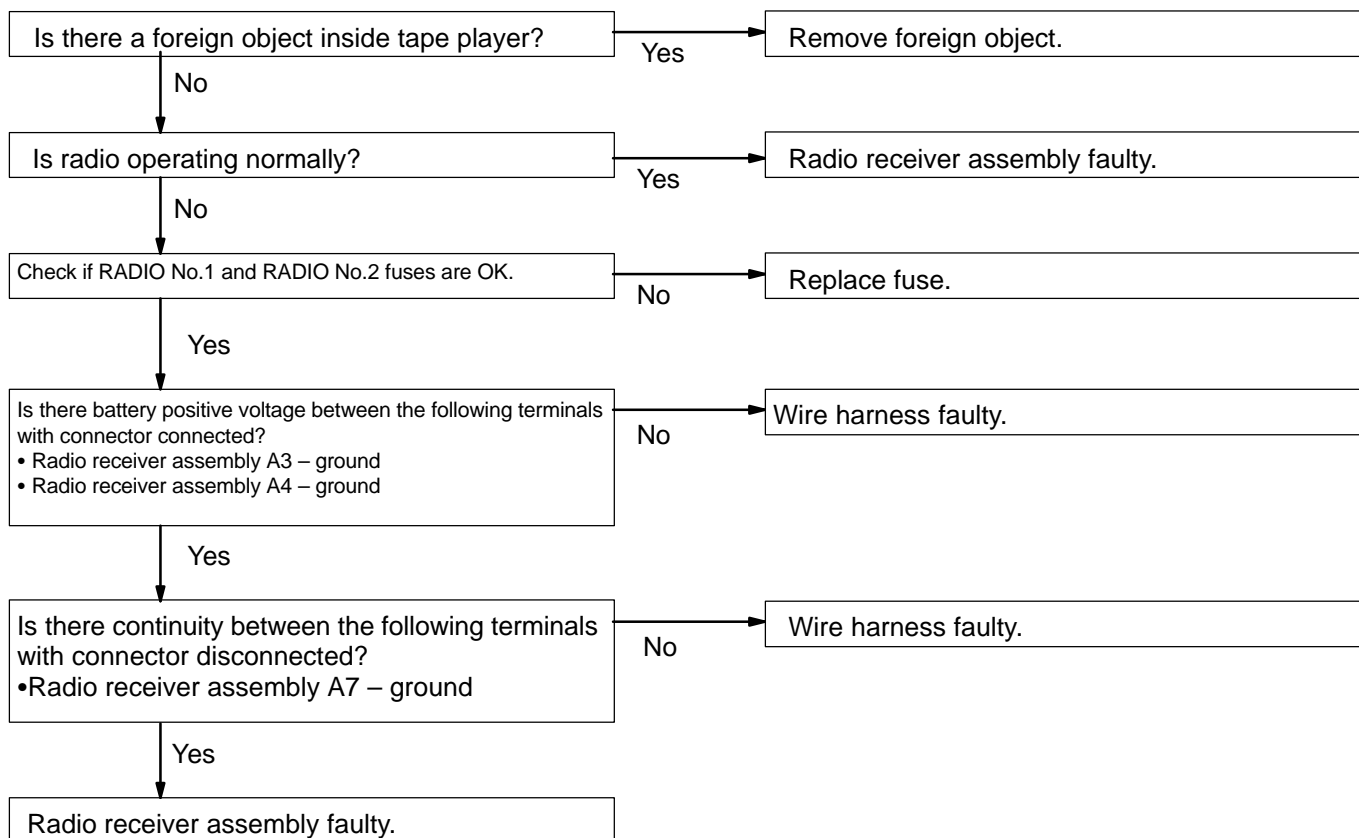 Is there a foreign object inside tape player?
Yes
Remove foreign object.
No
Is radio operating normally?
Yes
Radio receiver assembly faulty.
No
Check if RADIO No.1 and RADIO No.2 fuses are OK.
No
Replace fuse.
Yes
Is there battery positive voltage between the following terminals
with connector connected?
• Radio receiver assembly A3 – ground
• Radio receiver assembly A4 – ground
No
Wire harness faulty.
Yes
Is there continuity between the following terminals
with connector disconnected?
•Radio receiver assembly A7 – ground
No
Wire harness faulty.
Yes
Radio receiver assembly faulty.